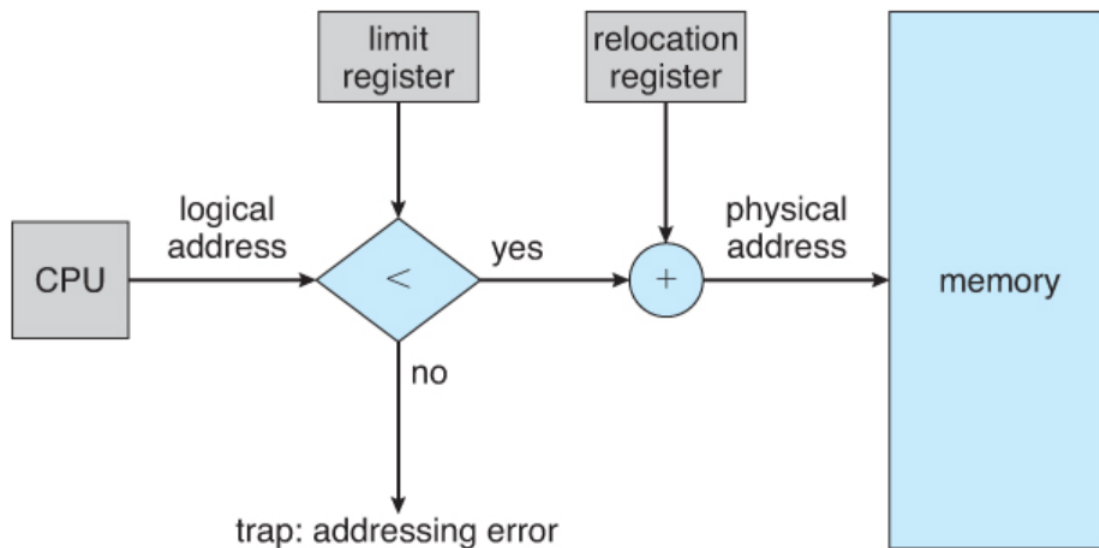 limit
register
relocation
register
CPU
logical
address
<
yes
+
physical
address
memory
no
trap: addressing error